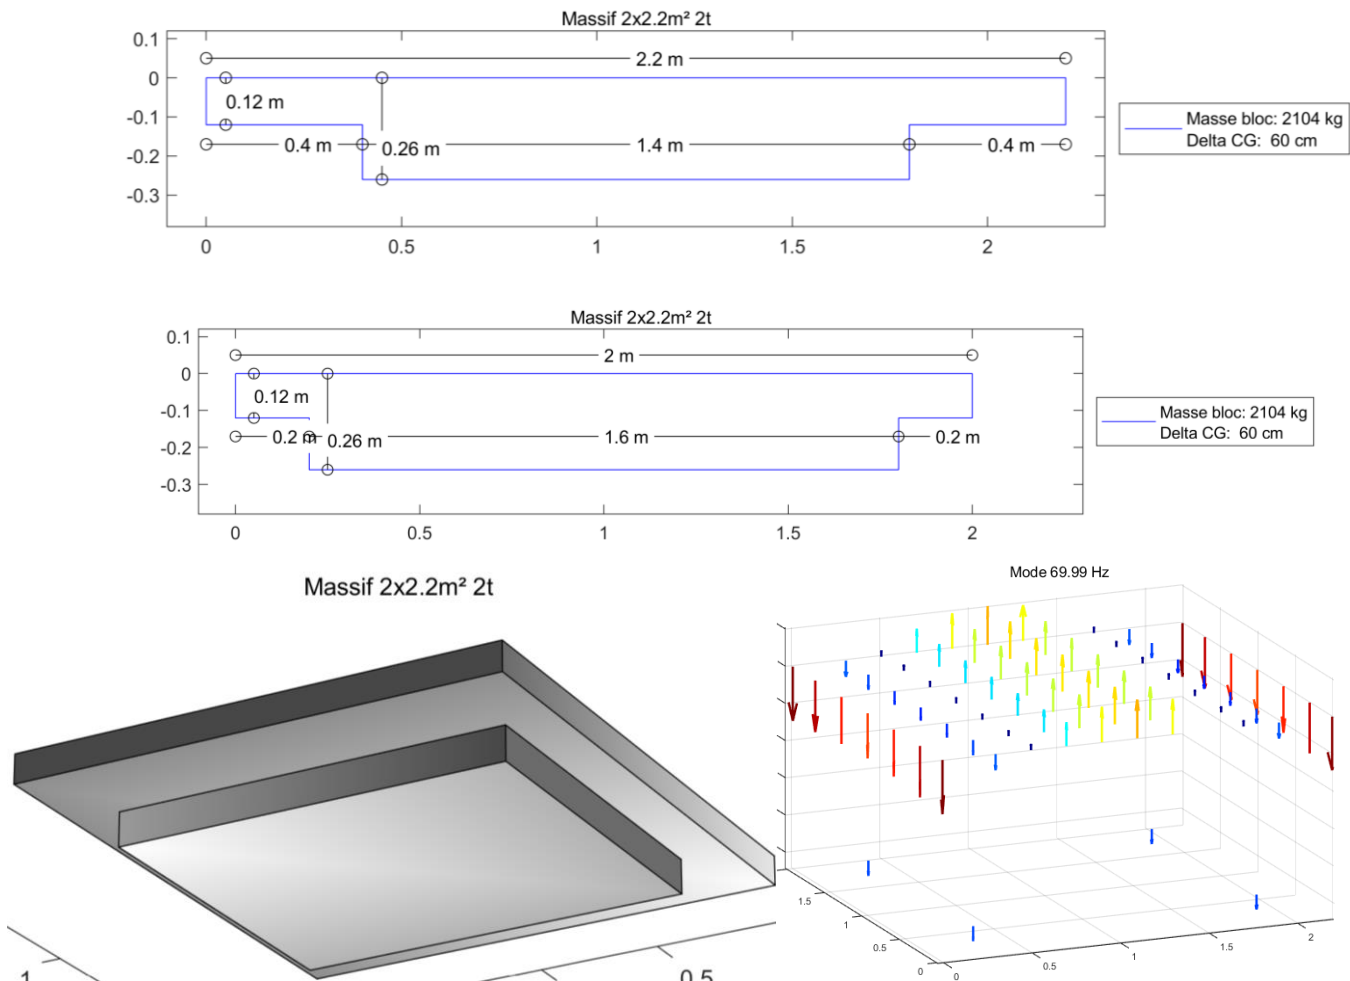 Massif 2x2.2m² 2t
0.1
2.2 m
0
0.12 m
-0.1
0.4 m
0.26 m
1.4 m
0.4 m
-0.2
-0.3
0
0.5
1
1.5
2
Masse bloc: 2104 kg
Delta CG: 60 cm
Massif 2x2.2m² 2t
0.1
2 m
0
0.12 m
-0.1
0.2 m
0.26 m
1.6 m
0.2 m
-0.2
-0.3
0
0.5
1
1.5
2
Masse bloc: 2104 kg
Delta CG: 60 cm
Massif 2x2.2m² 2t
1
0.5
Mode 69.99 Hz
1.5
1
0.5
0
0
0.5
1
1.5
2